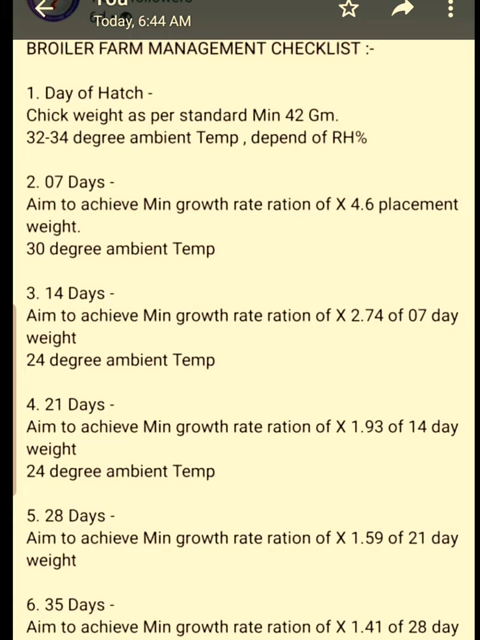 You
Today, 6:44 AM
BROILER FARM MANAGEMENT CHECKLIST :-
1. Day of Hatch -
Chick weight as per standard Min 42 Gm.
32-34 degree ambient Temp , depend of RH%
2. 07 Days -
Aim to achieve Min growth rate ration of X 4.6 placement
weight.
30 degree ambient Temp
3. 14 Days -
Aim to achieve Min growth rate ration of X 2.74 of 07 day
weight
24 degree ambient Temp
4. 21 Days -
Aim to achieve Min growth rate ration of X 1.93 of 14 day
weight
24 degree ambient Temp
5. 28 Days -
Aim to achieve Min growth rate ration of X 1.59 of 21 day
weight
6. 35 Days -
Aim to achieve Min growth rate ration of X 1.41 of 28 day